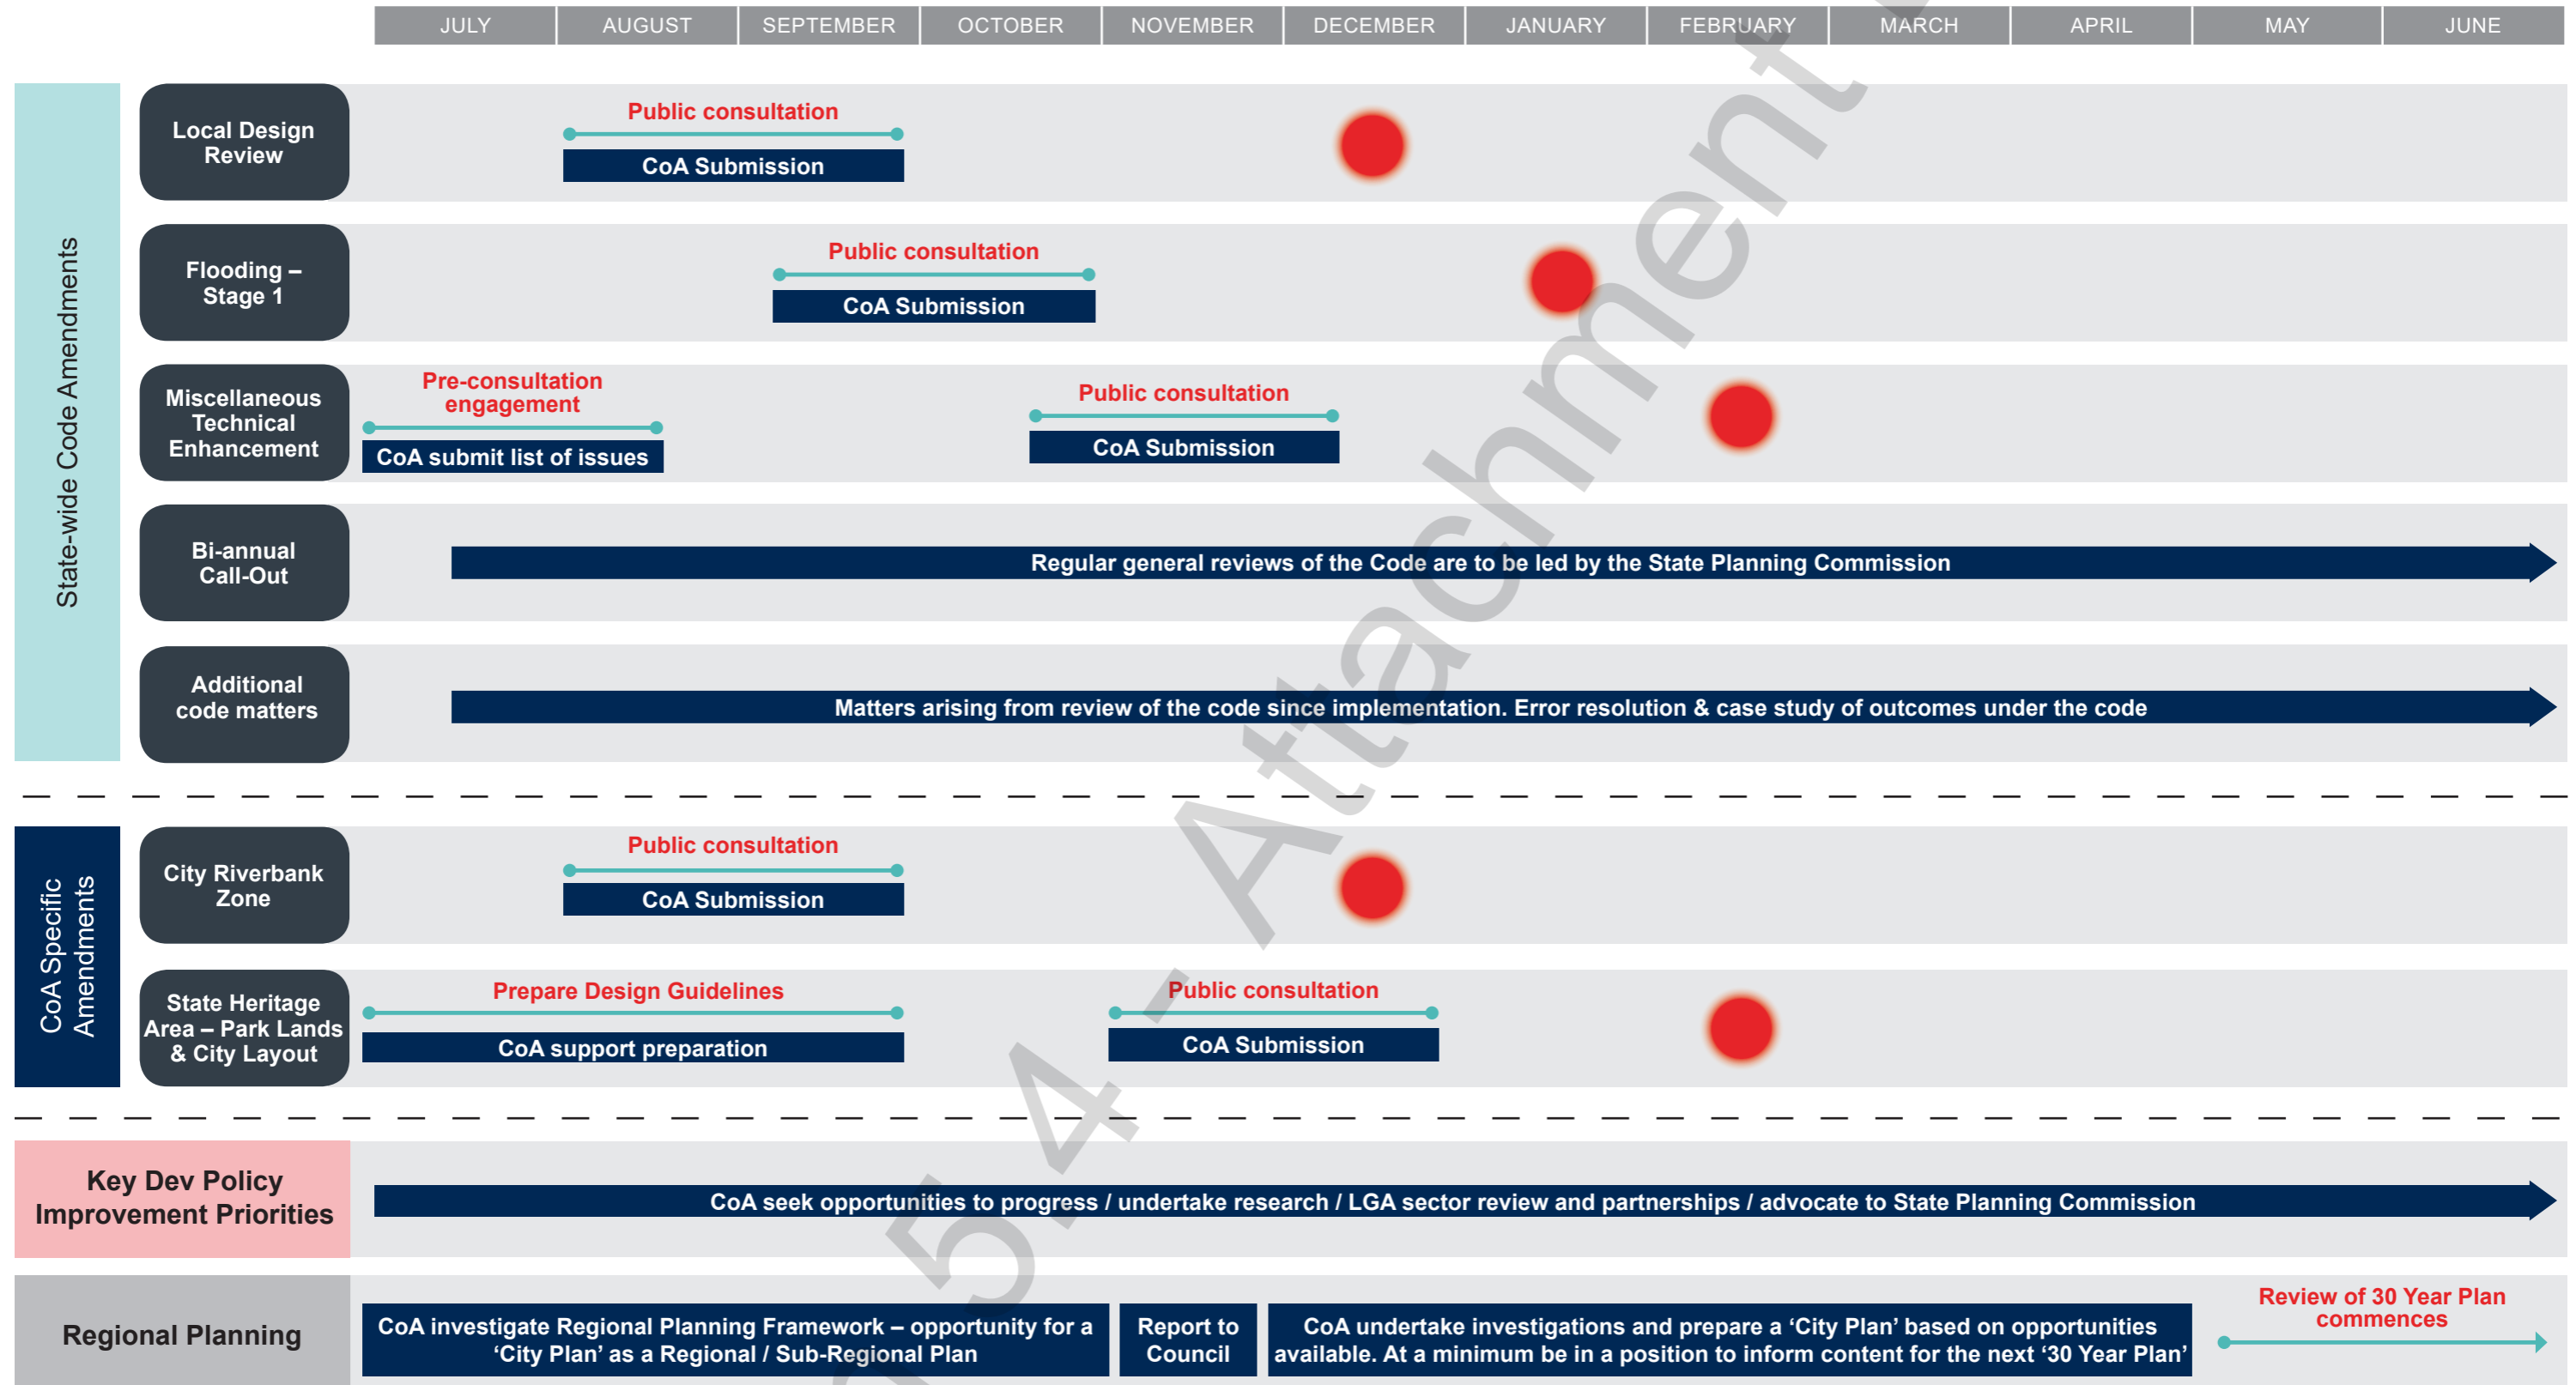 JULY AUGUST SEPTEMBER OCTOBER NOVEMBER DECEMBER JANUARY FEBRUARY MARCH APRIL MAY JUNE
State-wide Code Amendments
Local Design
Review
Public consultation
CoA Submission
Flooding –
Stage 1
Public consultation
CoA Submission
Miscellaneous
Technical
Enhancement
Pre-consultation
engagement
CoA submit list of issues
Public consultation
CoA Submission
Bi-annual
Call-Out
Regular general reviews of the Code are to be led by the State Planning Commission
Additional
code matters
Matters arising from review of the code since implementation. Error resolution & case study of outcomes under the code
CoA Specific
Amendments
City Riverbank
Zone
Public consultation
CoA Submission
State Heritage
Area – Park Lands
& City Layout
Prepare Design Guidelines
CoA support preparation
Public consultation
CoA Submission
Key Dev Policy
Improvement Priorities
CoA seek opportunities to progress / undertake research / LGA sector review and partnerships / advocate to State Planning Commission
Regional Planning
CoA investigate Regional Planning Framework – opportunity for a
‘City Plan’ as a Regional / Sub-Regional Plan
Report to
Council
CoA undertake investigations and prepare a ‘City Plan’ based on opportunities
available. At a minimum be in a position to inform content for the next ‘30 Year Plan’
Review of 30 Year Plan
commences
5.4 - Attachment